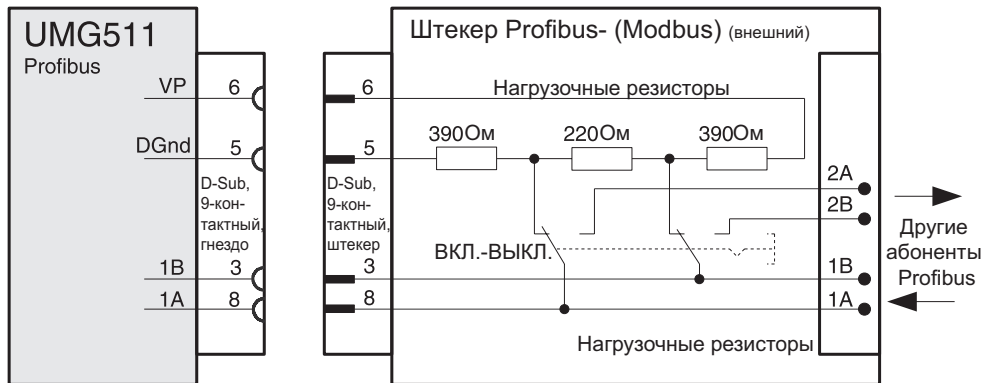 UMG511
Profibus
VP
6
DGnd
5
D-Sub,
9-кон-
тактный,
гнездо
1B
3
1A
8
Штекер Profibus- (Modbus) (внешний)
6
Нагрузочные резисторы
390Ом
220Ом
390Ом
5
D-Sub,
9-кон-
тактный,
штекер
ВКЛ.-ВЫКЛ.
3
8
2A
2B
1B
1A
Другие
абоненты
Profibus
Нагрузочные резисторы